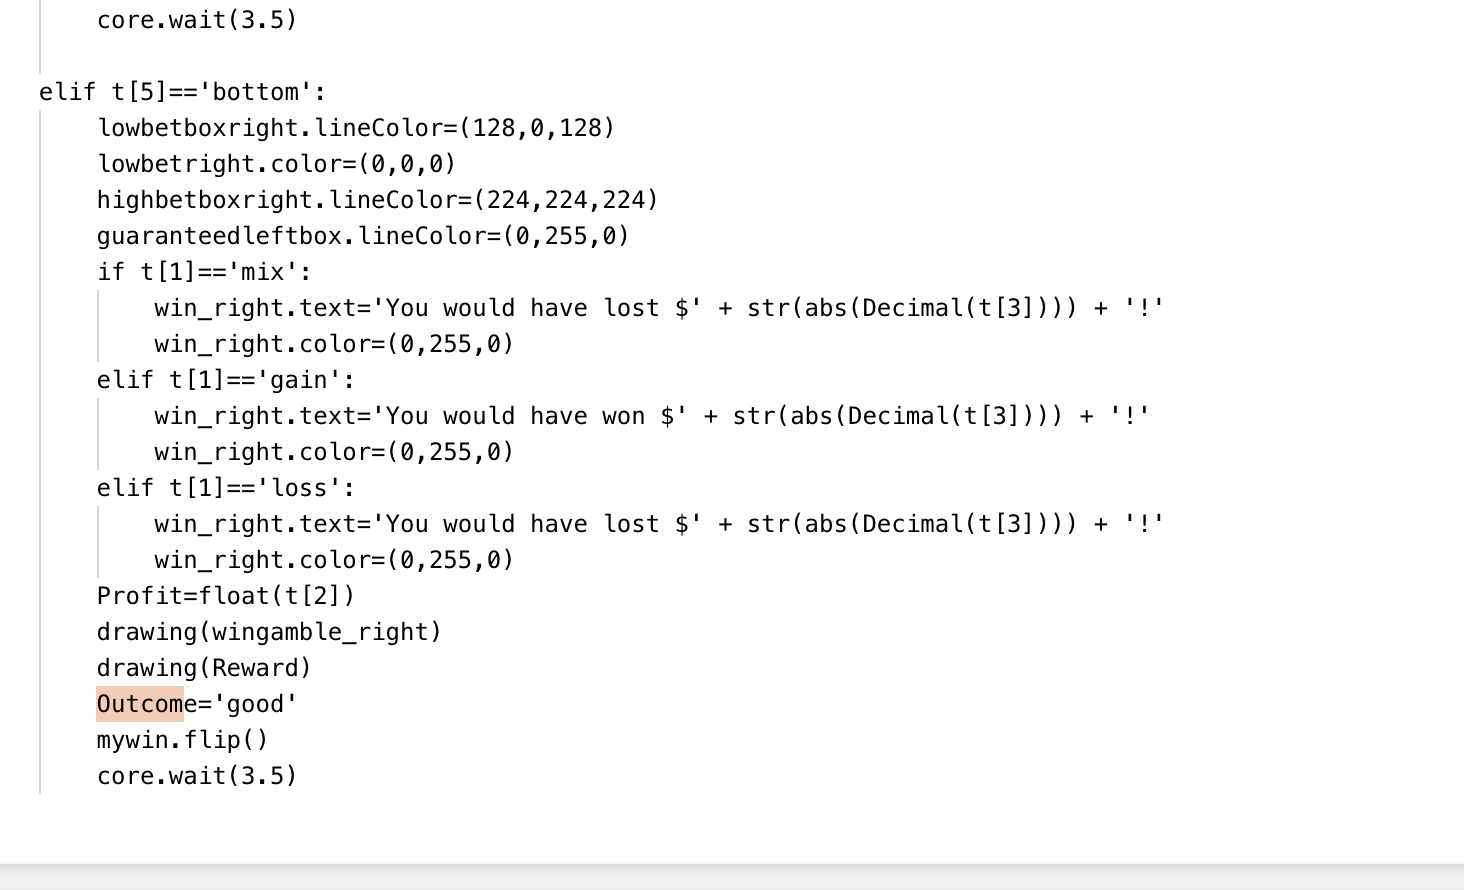 core.wait(3.5)
elif t[5]=='bottom':
lowbetboxright.lineColor=(128,0,128)
lowbetright.color=(0,0,0)
highbetboxright.lineColor=(224,224,224)
guaranteedleftbox.lineColor=(0,255,0)
if t[1]=='mix':
win_right.text='You would have lost $' + str(abs(Decimal(t[3]))) + '!'
win_right.color=(0,255,0)
elif t[1]=='gain':
win_right.text='You would have won $' + str(abs(Decimal(t[3]))) + '!'
win_right.color=(0,255,0)
elif t[1]=='loss':
win_right.text='You would have lost $' + str(abs(Decimal(t[3]))) + '!'
win_right.color=(0,255,0)
Profit=float(t[2])
drawing(wingamble_right)
drawing(Reward)
Outcome='good'
mywin.flip()
core.wait(3.5)